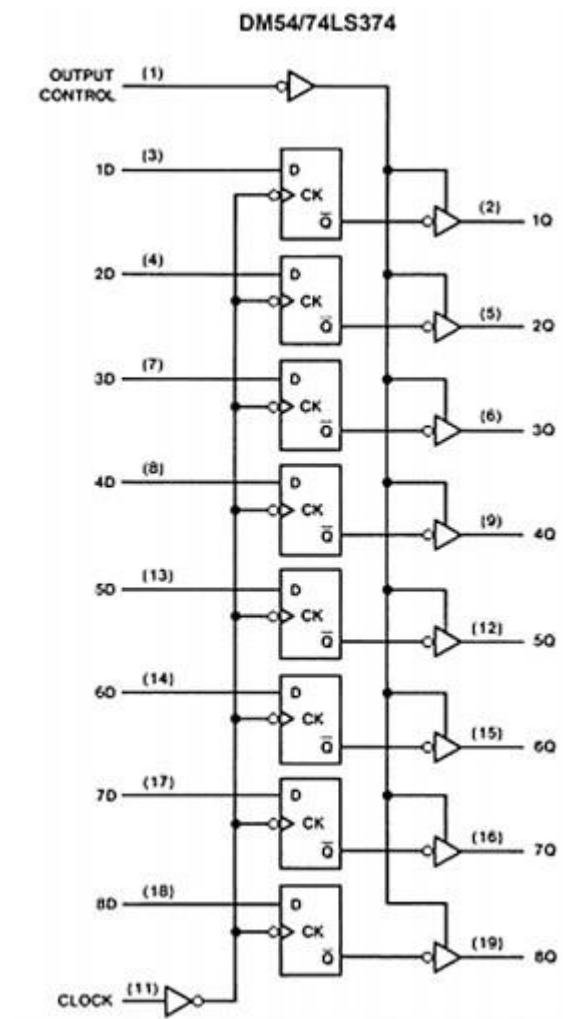 DM54/74LS374
OUTPUT CONTROL (1)
1D (3) D
CK
Q̅ (2) 1Q
2D (4) D
CK
Q̅ (5) 2Q
3D (7) D
CK
Q̅ (6) 3Q
4D (8) D
CK
Q̅ (9) 4Q
5D (13) D
CK
Q̅ (12) 5Q
6D (14) D
CK
Q̅ (15) 6Q
7D (17) D
CK
Q̅ (16) 7Q
8D (18) D
CK
Q̅ (19) 8Q
CLOCK (11)